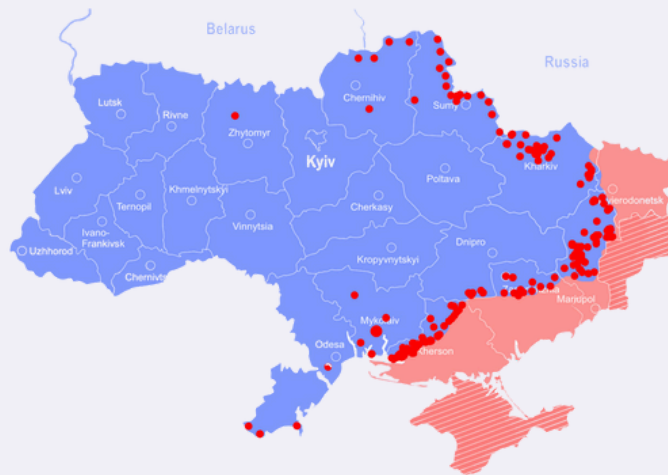 Belarus
Russia
Lutsk
Rivne
Zhytomyr
Chernihiv
Sumy
Kyiv
Kharkiv
Lviv
Ternopil
Khmelnytskyi
Vinnytsia
Cherkasy
Poltava
Ivano-
Frankivsk
Uzhhorod
Chernivtsi
Kropyvnytskyi
Dnipro
Mykolaiv
Odesa
Mariupol